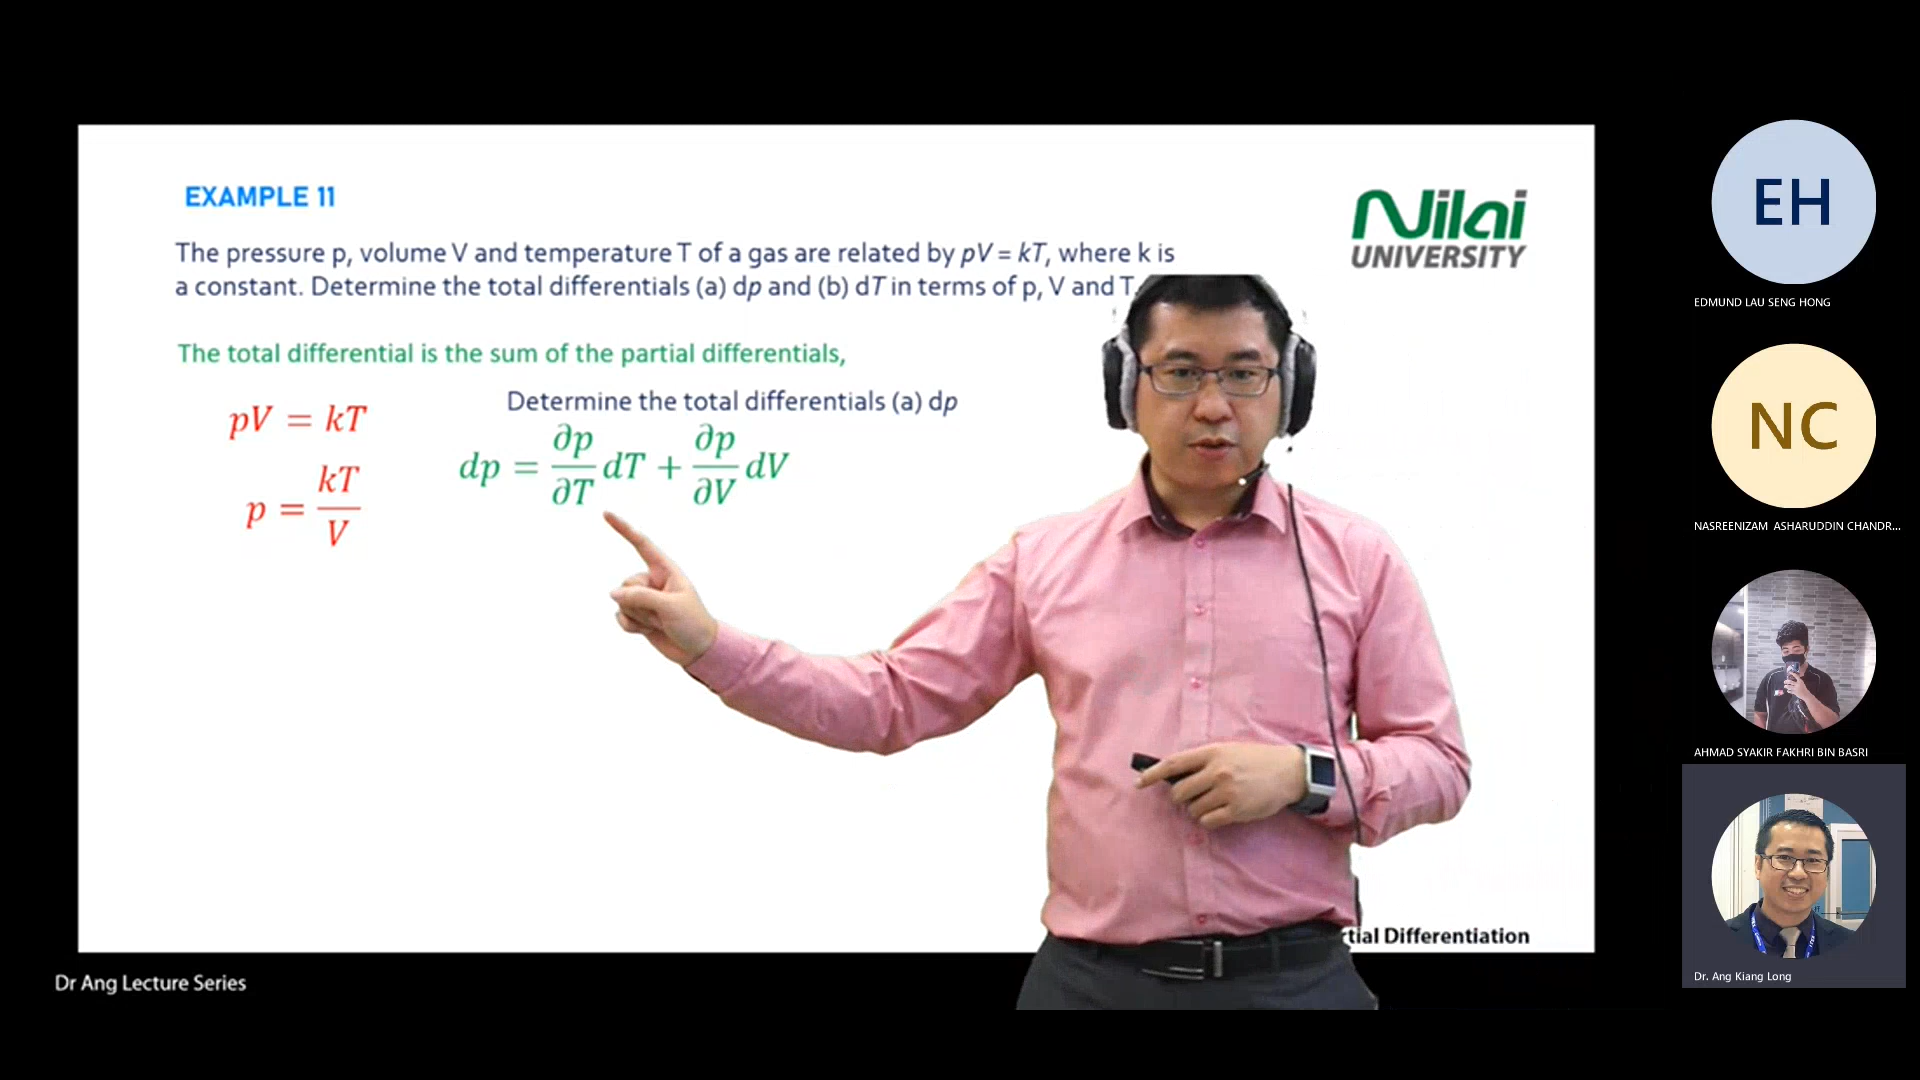 EXAMPLE 11
Nilai
UNIVERSITY
The pressure p, volume V and temperature T of a gas are related by pV = kT, where k is
a constant. Determine the total differentials (a) dp and (b) dT in terms of p, V and T.
The total differential is the sum of the partial differentials,
Determine the total differentials (a) dp
pV = kT
p = kT/V
dp = ∂p/∂T dT + ∂p/∂V dV
tial Differentiation
Dr Ang Lecture Series
EH
EDMUND LAU SENG HONG
NC
NASREENIZAM ASHARUDDIN CHANDR...
AHMAD SYAKIR FAKHRI BIN BASRI
Dr. Ang Kiang Long